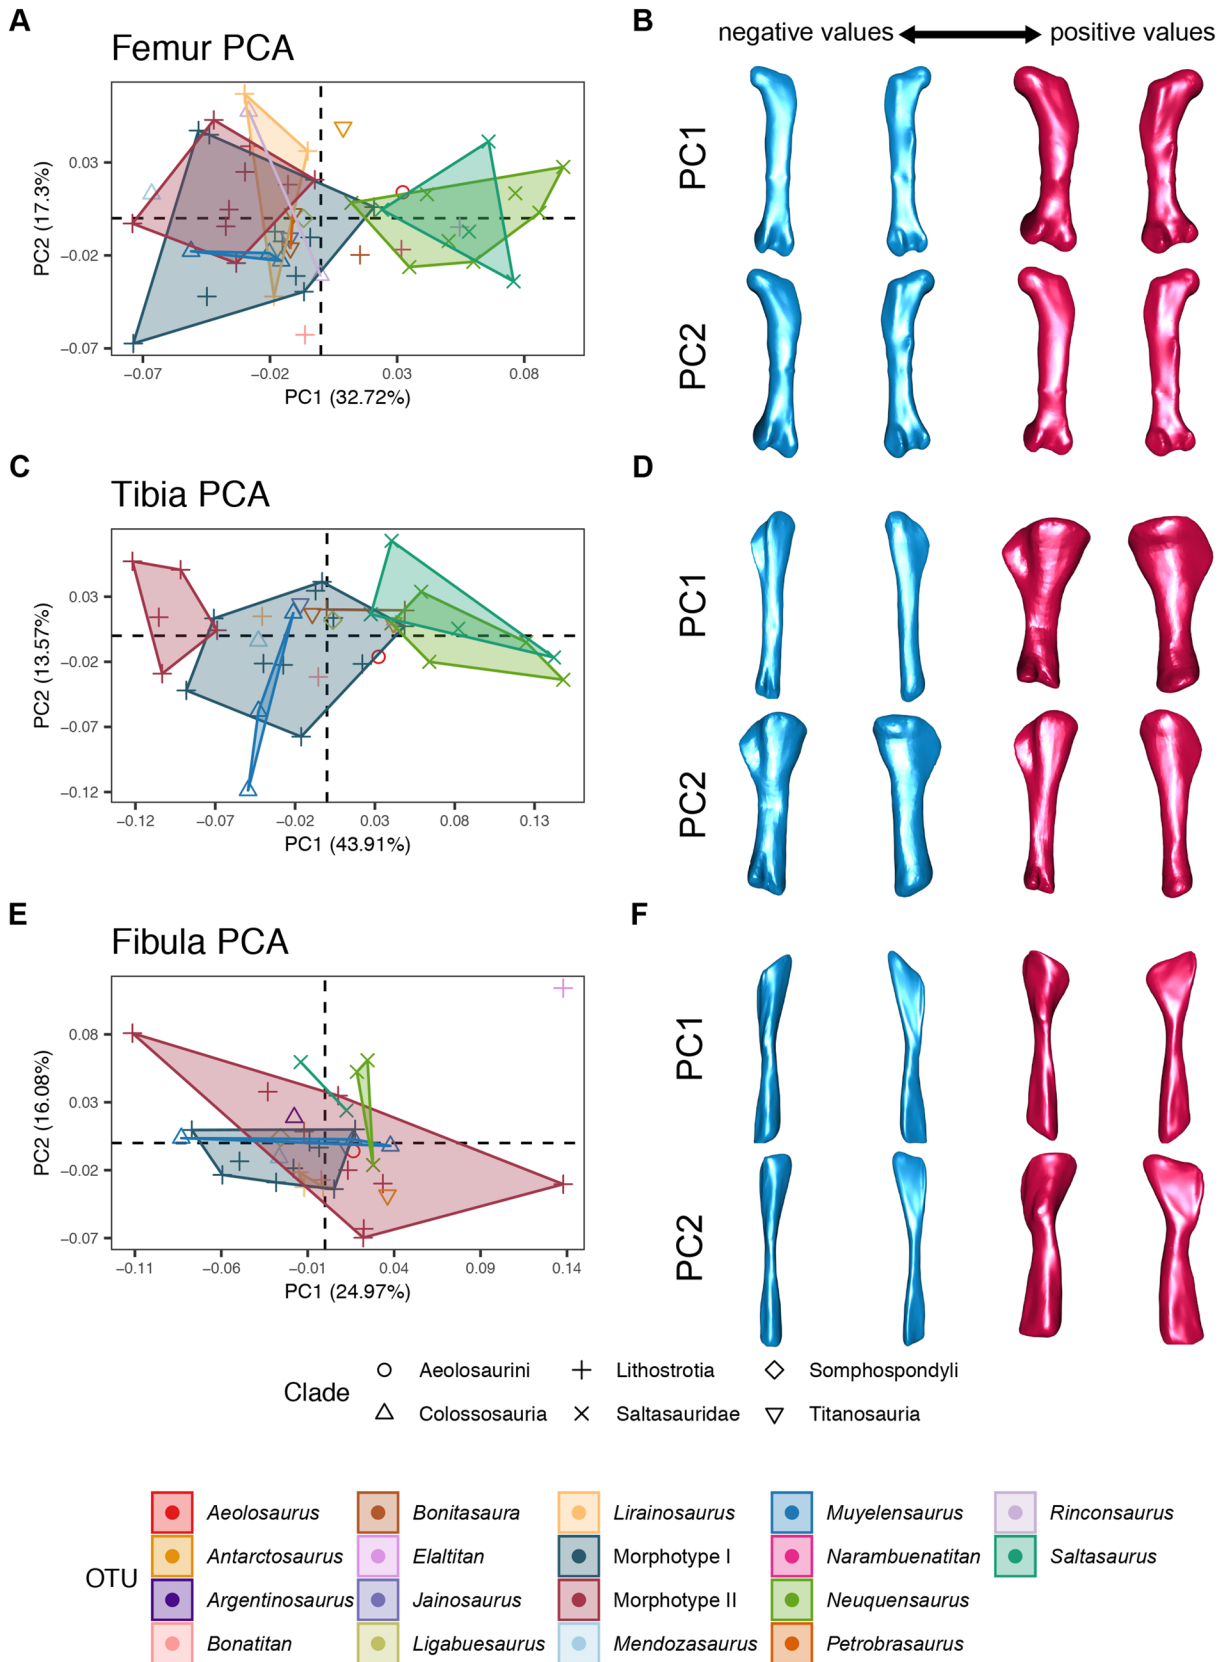 A
Femur PCA
0.03
−0.02
−0.07
PC2 (17.3%)
−0.07 −0.02 0.03 0.08
PC1 (32.72%)
B
negative values positive values
PC1
PC2
C
Tibia PCA
0.03
−0.02
−0.07
−0.12
PC2 (13.57%)
−0.12 −0.07 −0.02 0.03 0.08 0.13
PC1 (43.91%)
D
PC1
PC2
E
Fibula PCA
0.08
0.03
−0.02
−0.07
PC2 (16.08%)
−0.11 −0.06 −0.01 0.04 0.09 0.14
PC1 (24.97%)
F
PC1
PC2
Clade
Aeolosaurini Lithostrotia Somphospondyli
Colossosauria Saltasauridae Titanosauria
OTU
Aeolosaurus Bonitasaura Lirainosaurus Muyelensaurus Rinconsaurus
Antarctosaurus Elaltitan Morphotype I Narambuenatitan Saltasaurus
Argentinosaurus Jainosaurus Morphotype II Neuquensaurus
Bonatitan Ligabuesaurus Mendozasaurus Petrobrasaurus